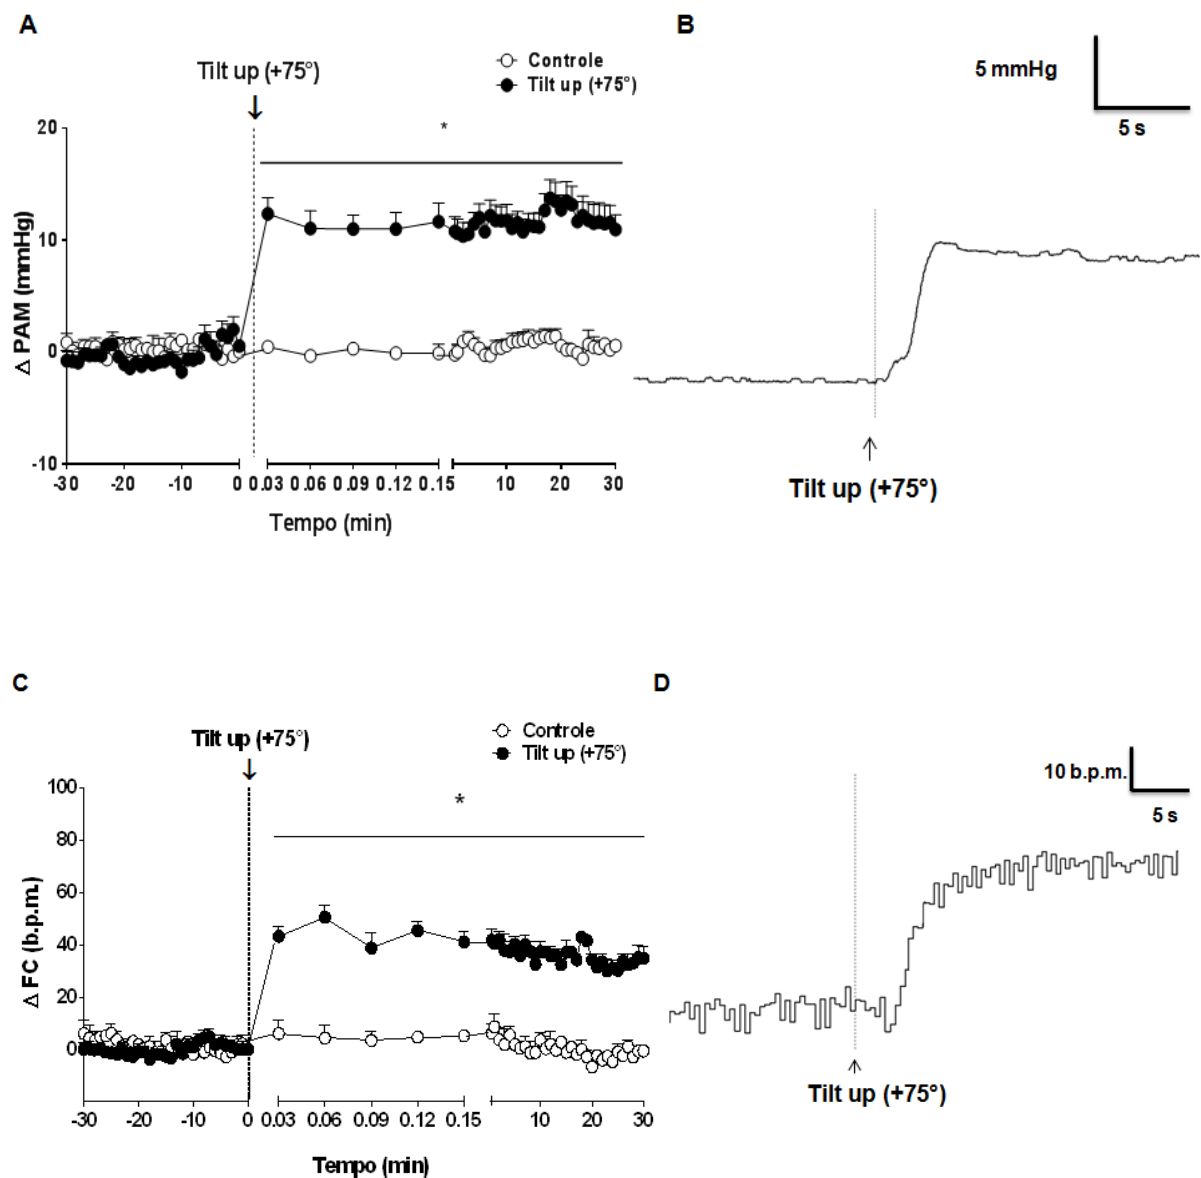 A
B
Tilt up (+75°)
Controle
Tilt up (+75°)
*
5 mmHg
5 s
20
10
0
-10
Δ PAM (mmHg)
-30 -20 -10 0 0.03 0.06 0.09 0.12 0.15 10 20 30
Tempo (min)
Tilt up (+75°)
C
D
Tilt up (+75°)
Controle
Tilt up (+75°)
*
10 b.p.m.
5 s
100
80
60
40
20
0
Δ FC (b.p.m.)
-30 -20 -10 0 0.03 0.06 0.09 0.12 0.15 10 20 30
Tempo (min)
Tilt up (+75°)